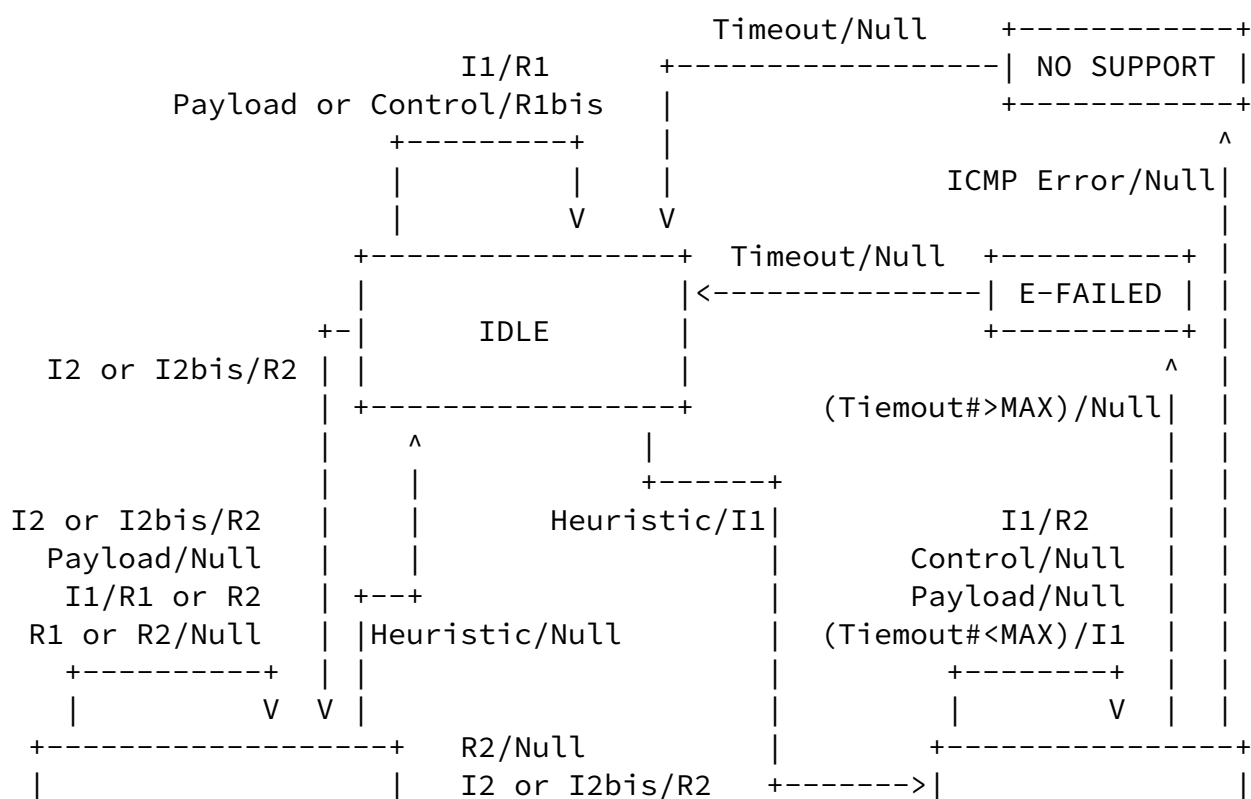 Timeout/Null
I1/R1
NO SUPPORT
Payload or Control/R1bis
ICMP Error/Null
Timeout/Null
E-FAILED
IDLE
I2 or I2bis/R2
(Tiemout#>MAX)/Null
I2 or I2bis/R2
Heuristic/I1
I1/R2
Payload/Null
Control/Null
I1/R1 or R2
Payload/Null
R1 or R2/Null
Heuristic/Null
(Tiemout#<MAX)/I1
R2/Null
I2 or I2bis/R2